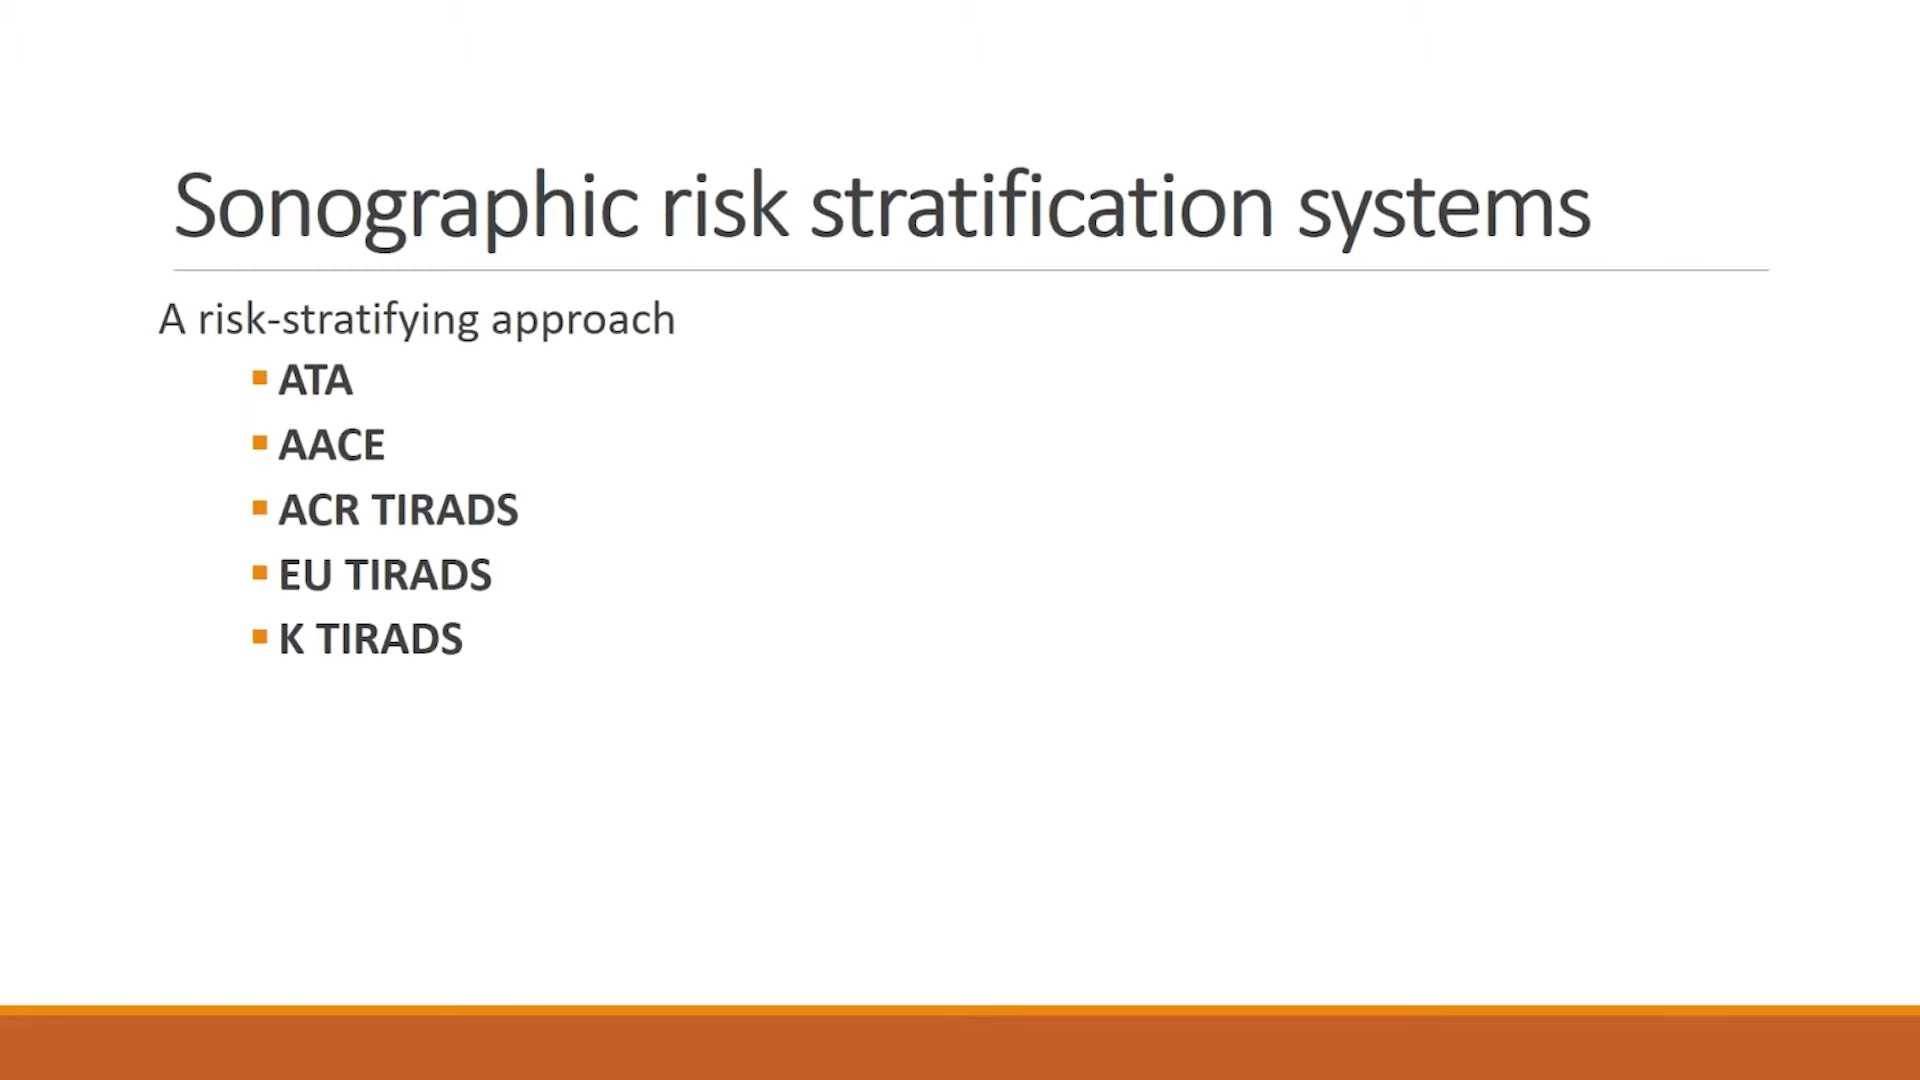 Sonographic risk stratification systems
A risk-stratifying approach
ATA
AACE
ACR TIRADS
EU TIRADS
K TIRADS